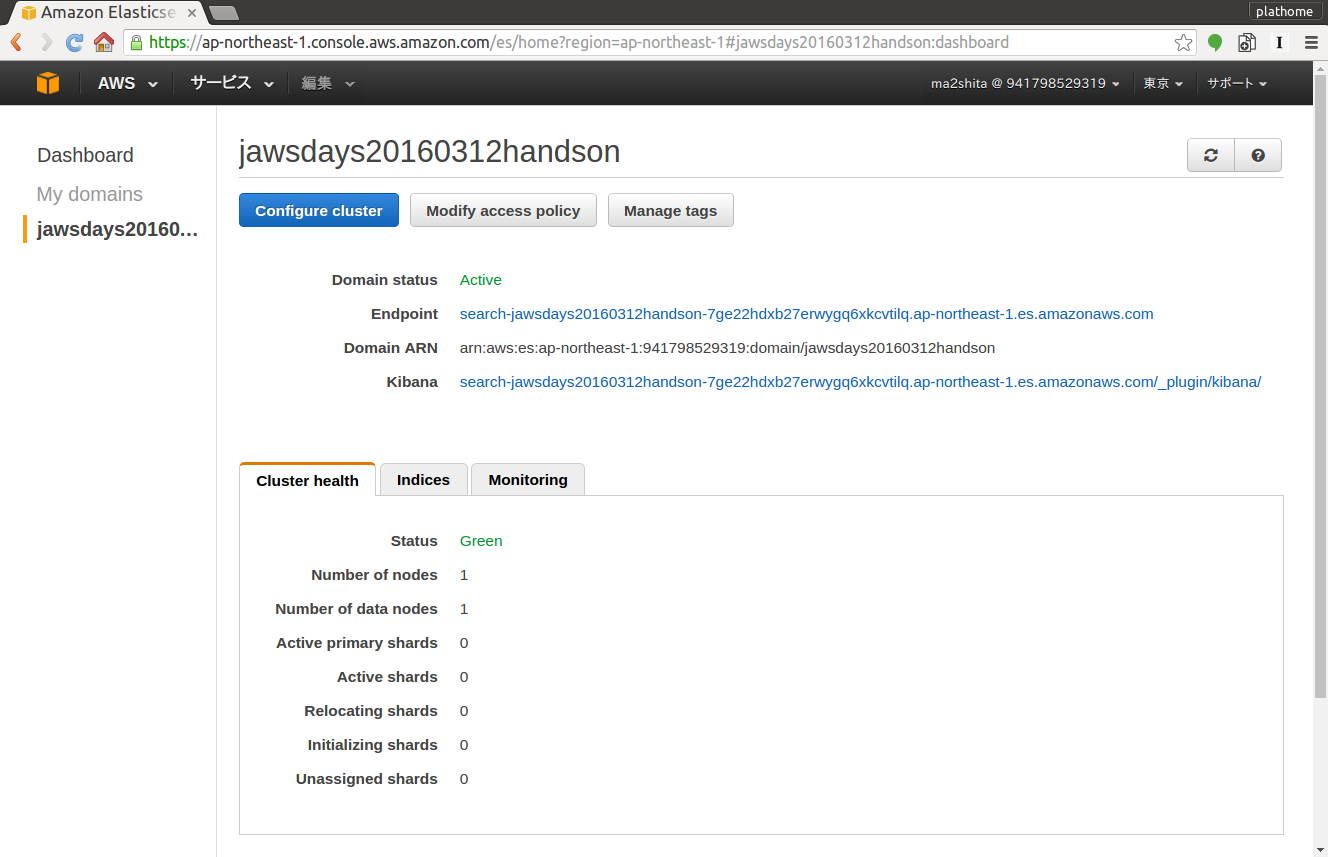 Amazon Elasticse
plathome
https://ap-northeast-1.console.aws.amazon.com/es/home?region=ap-northeast-1#jawsdays20160312handson:dashboard
AWS サービス 編集 ma2shita @ 941798529319 東京 サポート
Dashboard
My domains
jawsdays20160...
jawsdays20160312handson
Configure cluster Modify access policy Manage tags
Domain status Active
Endpoint search-jawsdays20160312handson-7ge22hdxb27erwygq6xkcvtilq.ap-northeast-1.es.amazonaws.com
Domain ARN arn:aws:es:ap-northeast-1:941798529319:domain/jawsdays20160312handson
Kibana search-jawsdays20160312handson-7ge22hdxb27erwygq6xkcvtilq.ap-northeast-1.es.amazonaws.com/_plugin/kibana/
Cluster health Indices Monitoring
Status Green
Number of nodes 1
Number of data nodes 1
Active primary shards 0
Active shards 0
Relocating shards 0
Initializing shards 0
Unassigned shards 0